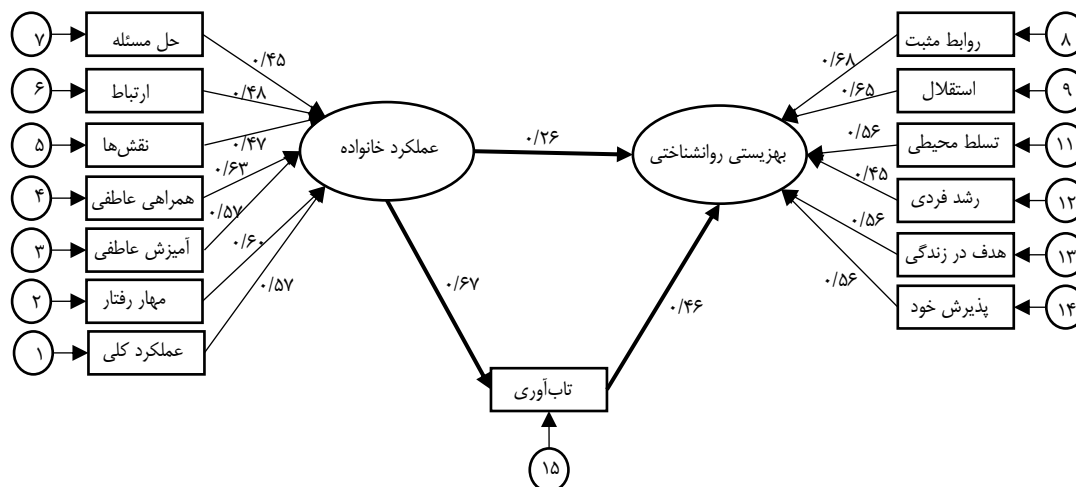 ۷
حل مسئله
۰/۴۵
۶
ارتباط
۰/۴۸
۵
نقش‌ها
۰/۴۷
۴
همراهی عاطفی
۰/۶۳
۳
آمیزش عاطفی
۰/۵۷
۲
مهار رفتار
۰/۶۰
۱
عملکرد کلی
۰/۵۷
عملکرد خانواده
۰/۲۶
بهزیستی روانشناختی
۰/۶۷
۰/۴۶
تاب‌آوری
۱۵
۸
روابط مثبت
۰/۶۸
۹
استقلال
۰/۶۵
۱۱
تسلط محیطی
۰/۵۶
۱۲
رشد فردی
۰/۴۵
۱۳
هدف در زندگی
۰/۵۶
۱۴
پذیرش خود
۰/۵۶